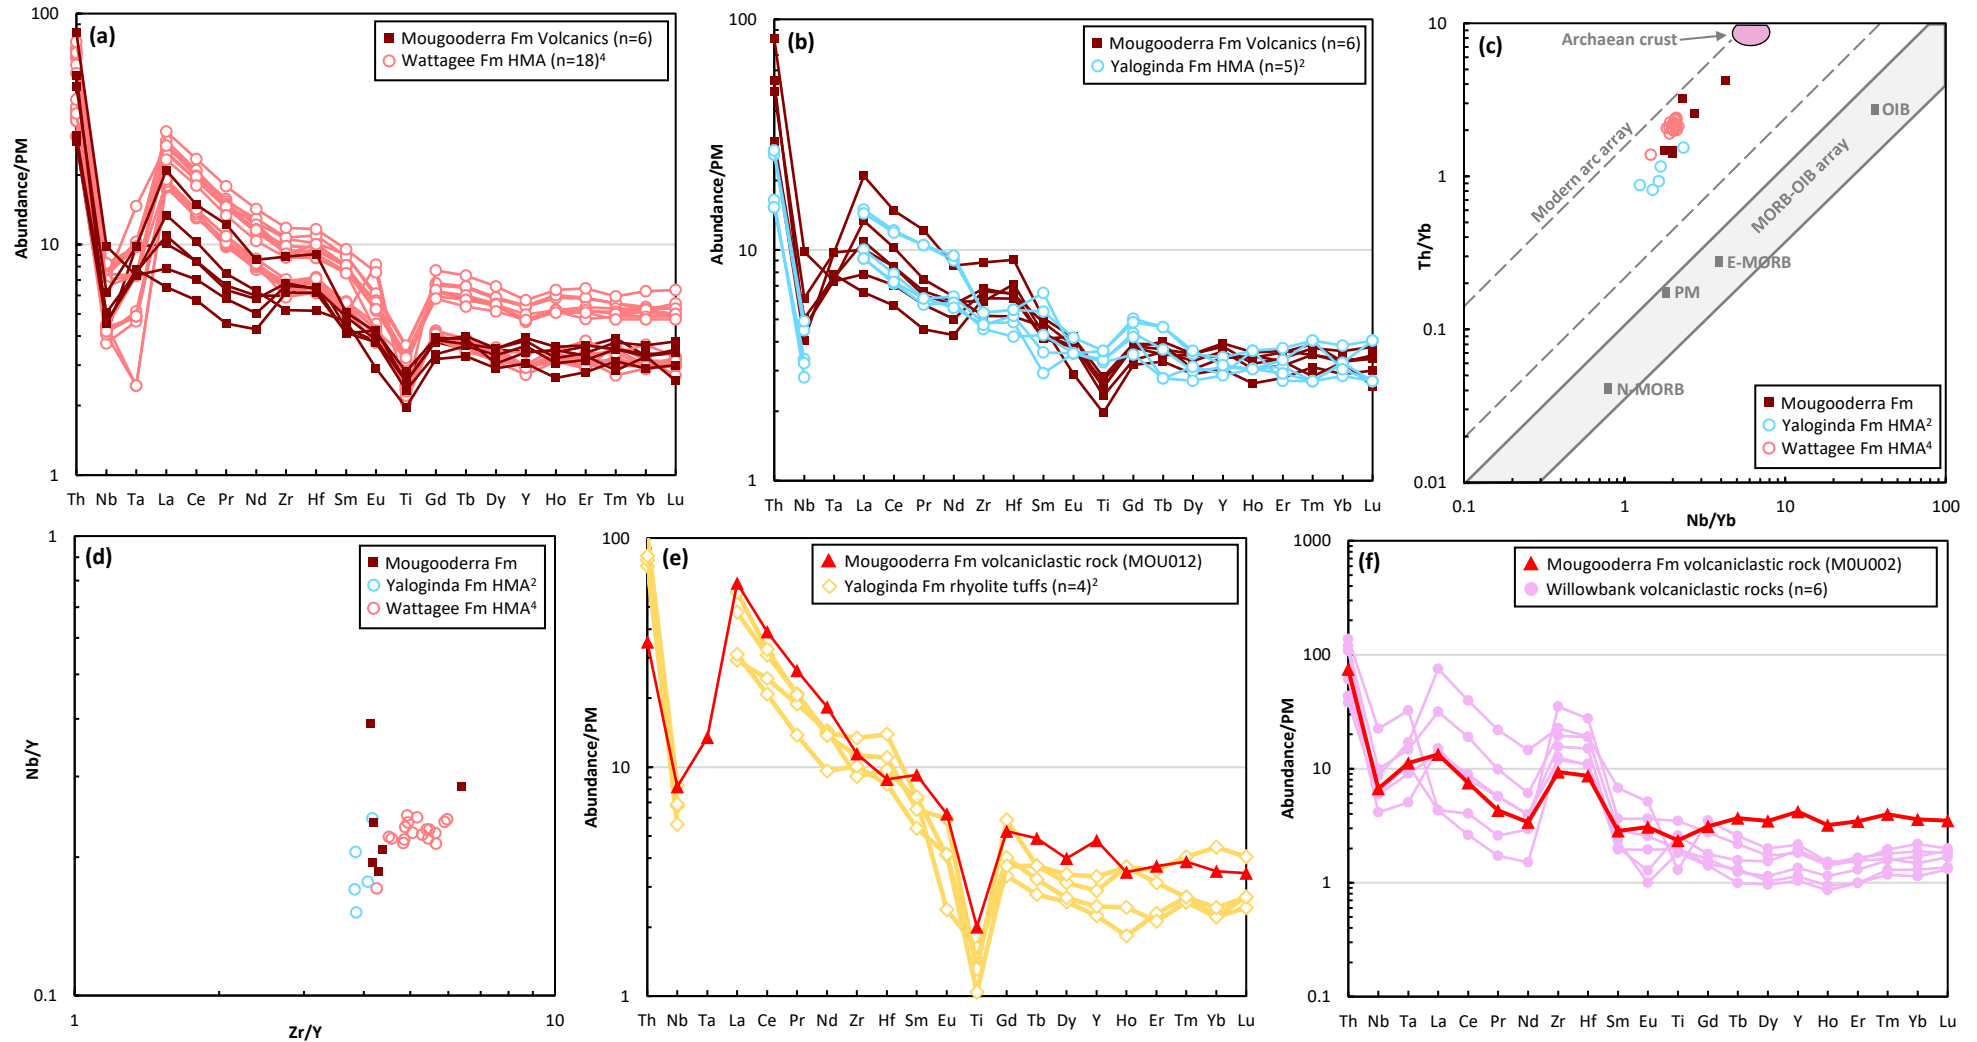 (a)
Mougooderra Fm Volcanics (n=6)
Wattagee Fm HMA (n=18)⁴
100
10
1
Abundance/PM
Th Nb Ta La Ce Pr Nd Zr Hf Sm Eu Ti Gd Tb Dy Y Ho Er Tm Yb Lu
(b)
Mougooderra Fm Volcanics (n=6)
Yaloginda Fm HMA (n=5)²
100
10
1
Abundance/PM
Th Nb Ta La Ce Pr Nd Zr Hf Sm Eu Ti Gd Tb Dy Y Ho Er Tm Yb Lu
(c)
Archaean crust
Modern arc array
MORB-OIB array
OIB
E-MORB
PM
N-MORB
Mougooderra Fm
Yaloginda Fm HMA²
Wattagee Fm HMA⁴
10
1
0.1
0.01
Th/Yb
0.1 1 10 100
Nb/Yb
(d)
Mougooderra Fm
Yaloginda Fm HMA²
Wattagee Fm HMA⁴
1
0.1
Nb/Y
1 10
Zr/Y
(e)
Mougooderra Fm volcaniclastic rock (MOU012)
Yaloginda Fm rhyolite tuffs (n=4)²
100
10
1
Abundance/PM
Th Nb Ta La Ce Pr Nd Zr Hf Sm Eu Ti Gd Tb Dy Y Ho Er Tm Yb Lu
(f)
Mougooderra Fm volcaniclastic rock (M0U002)
Willowbank volcaniclastic rocks (n=6)
1000
100
10
1
0.1
Abundance/PM
Th Nb Ta La Ce Pr Nd Zr Hf Sm Eu Ti Gd Tb Dy Y Ho Er Tm Yb Lu